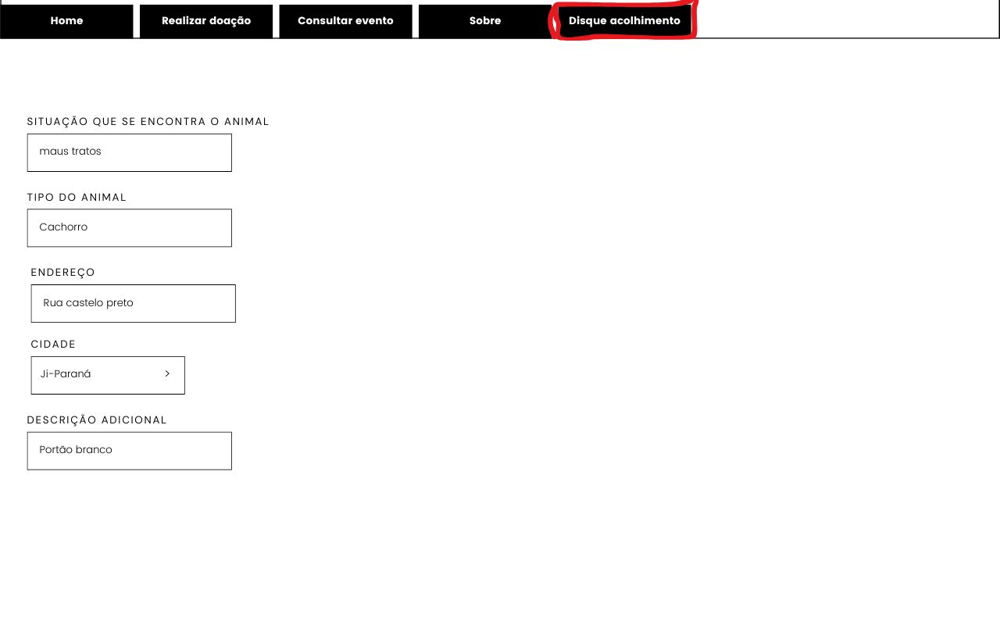 Home Realizar doação Consultar evento Sobre Disque acolhimento
SITUAÇÃO QUE SE ENCONTRA O ANIMAL
maus tratos
TIPO DO ANIMAL
Cachorro
ENDEREÇO
Rua castelo preto
CIDADE
Ji-Paraná >
DESCRIÇÃO ADICIONAL
Portão branco